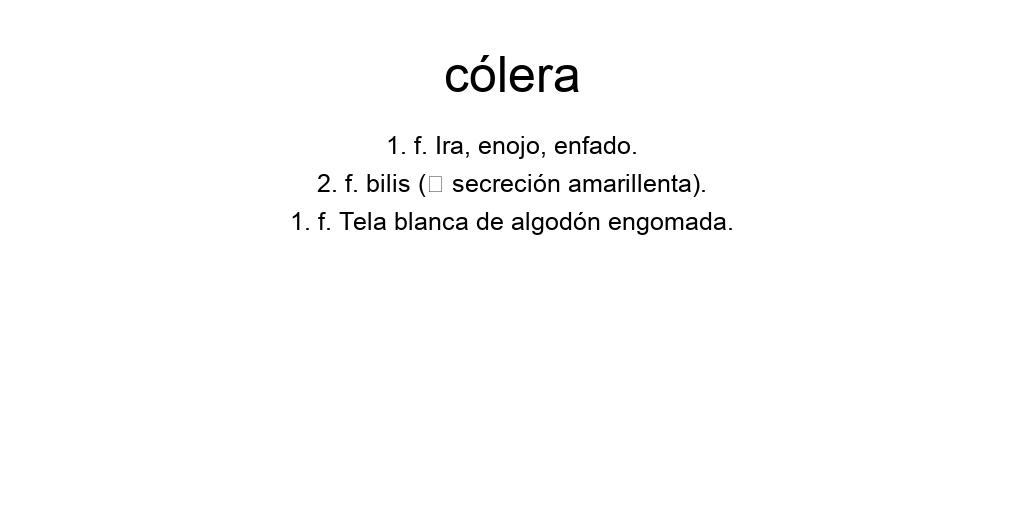 cólera
1. f. Ira, enojo, enfado.
2. f. bilis (□ secreción amarillenta).
1. f. Tela blanca de algodón engomada.